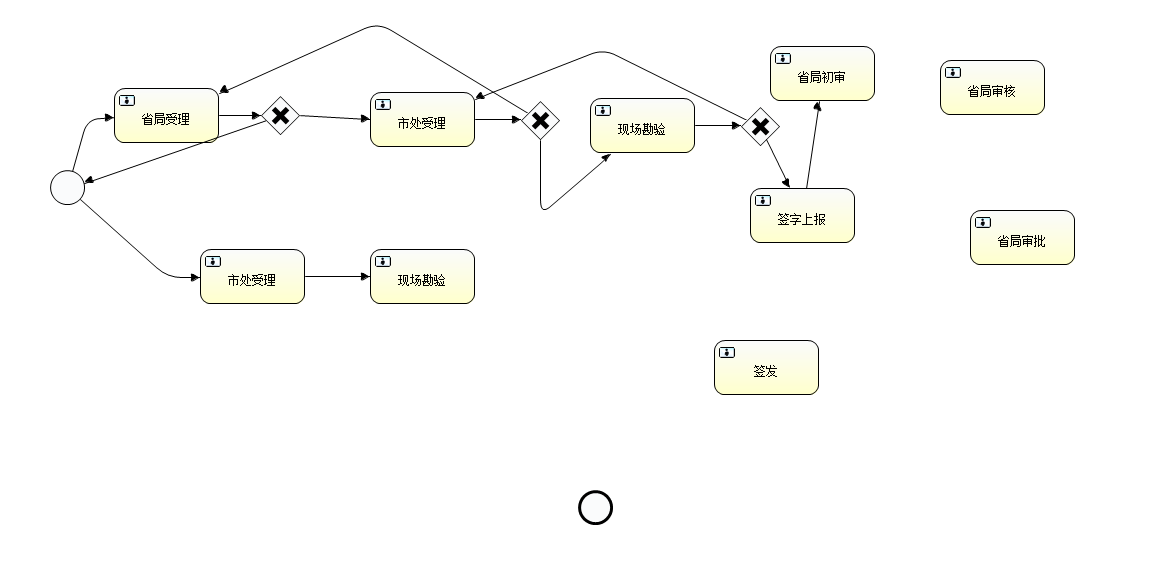 省局初审
省局审核
省局受理
市处受理
现场勘验
签字上报
省局审批
市处受理
现场勘验
签发